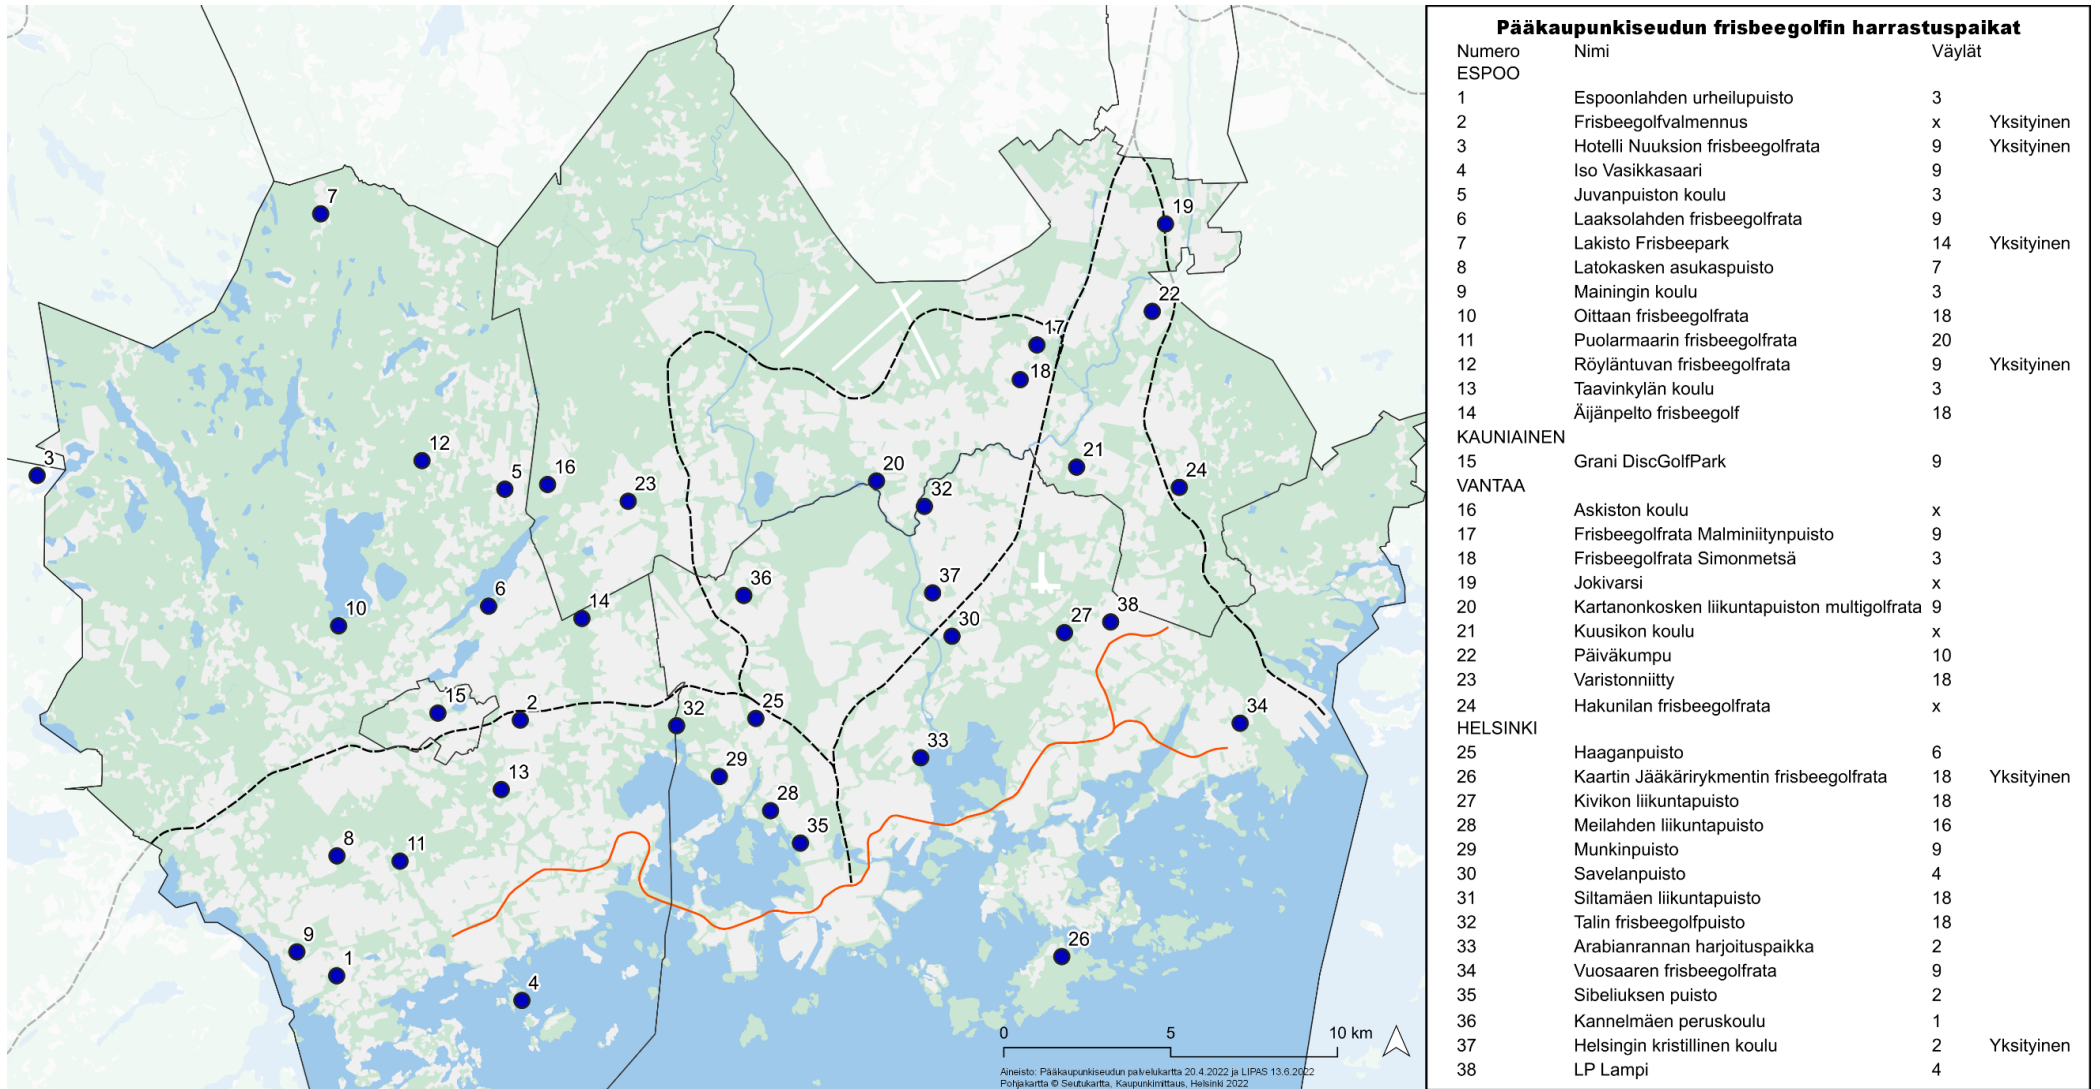 Pääkaupunkiseudun frisbeegolfin harrastuspaikat
Numero Nimi Väylät
ESPOO
1 Espoonlahden urheilupuisto 3
2 Frisbeegolfvalmennus x Yksityinen
3 Hotelli Nuuksion frisbeegolfrata 9 Yksityinen
4 Iso Vasikkasaari 9
5 Juvanpuiston koulu 3
6 Laaksolahden frisbeegolfrata 9
7 Lakisto Frisbeepark 14 Yksityinen
8 Latokasken asukaspuisto 7
9 Mainingin koulu 3
10 Oittaan frisbeegolfrata 18
11 Puolarmaarin frisbeegolfrata 20
12 Röyläntuvan frisbeegolfrata 9 Yksityinen
13 Taavinkylän koulu 3
14 Äijänpelto frisbeegolf 18
KAUNIAINEN
15 Grani DiscGolfPark 9
VANTAA
16 Askiston koulu x
17 Frisbeegolfrata Malminiitynpuisto 9
18 Frisbeegolfrata Simonmetsä 3
19 Jokivarsi x
20 Kartanonkosken liikuntapuiston multigolfrata 9
21 Kuusikon koulu x
22 Päiväkumpu 10
23 Varistonniitty 18
24 Hakunilan frisbeegolfrata x
HELSINKI
25 Haaganpuisto 6
26 Kaartin Jääkärirykmentin frisbeegolfrata 18 Yksityinen
27 Kivikon liikuntapuisto 18
28 Meilahden liikuntapuisto 16
29 Munkinpuisto 9
30 Savelanpuisto 4
31 Siltamäen liikuntapuisto 18
32 Talin frisbeegolfpuisto 18
33 Arabianrannan harjoituspaikka 2
34 Vuosaaren frisbeegolfrata 9
35 Sibeliuksen puisto 2
36 Kannelmäen peruskoulu 1
37 Helsingin kristillinen koulu 2 Yksityinen
38 LP Lampi 4
7
19
22
17
18
12
3
5
16
23
20
21
24
32
36
37
6
10
14
30
27
38
15
2
32
25
34
33
29
13
28
35
8
11
9
1
4
26
0 5 10 km
Aineisto: Pääkaupunkiseudun palvelukartta 20.4.2022 ja LIPAS 13.6.2022
Pohjakartta © Seutukartta, Kaupunkimittaus, Helsinki 2022